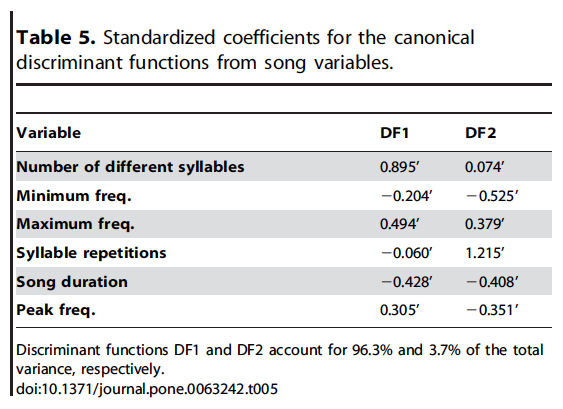 Table 5. Standardized coefficients for the canonical
discriminant functions from song variables.
Variable DF1 DF2
Number of different syllables 0.895′ 0.074′
Minimum freq. −0.204′ −0.525′
Maximum freq. 0.494′ 0.379′
Syllable repetitions −0.060′ 1.215′
Song duration −0.428′ −0.408′
Peak freq. 0.305′ −0.351′
Discriminant functions DF1 and DF2 account for 96.3% and 3.7% of the total
variance, respectively.
doi:10.1371/journal.pone.0063242.t005